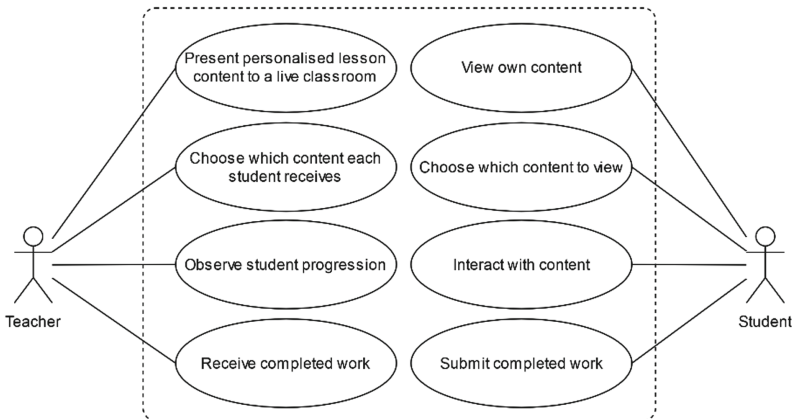 Present personalised lesson
content to a live classroom
View own content
Choose which content each
student receives
Choose which content to view
Observe student progression
Interact with content
Teacher
Student
Receive completed work
Submit completed work